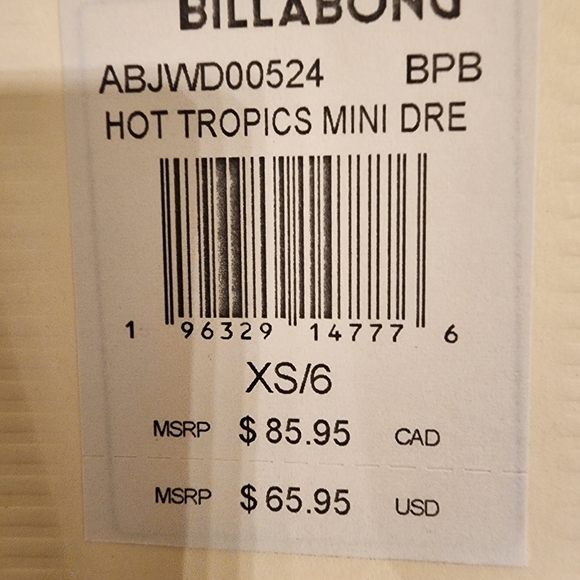 BILLABONG
ABJWD00524 BPB
HOT TROPICS MINI DRE
1 96329 14777 6
XS/6
MSRP $85.95 CAD
MSRP $65.95 USD